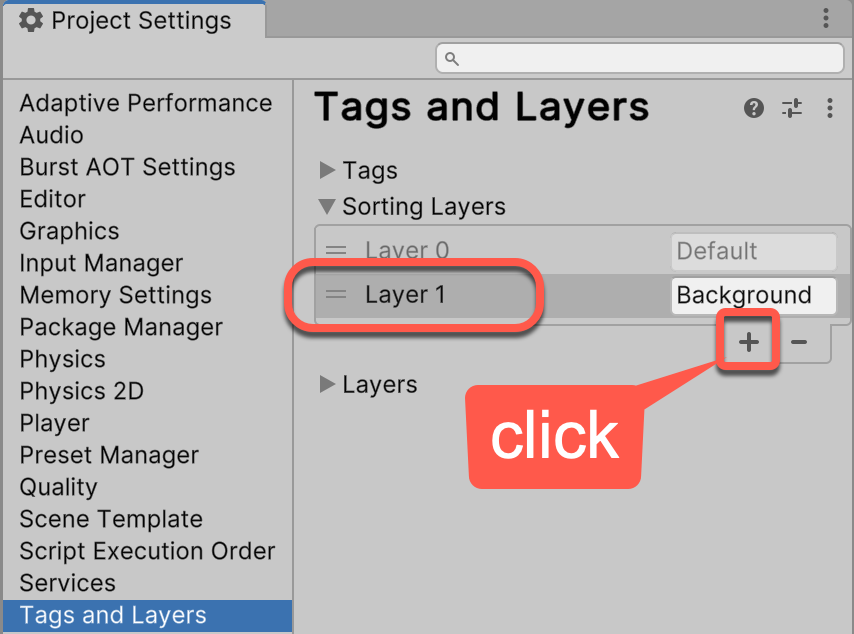 Project Settings
Adaptive Performance
Audio
Burst AOT Settings
Editor
Graphics
Input Manager
Memory Settings
Package Manager
Physics
Physics 2D
Player
Preset Manager
Quality
Scene Template
Script Execution Order
Services
Tags and Layers
Tags and Layers
Tags
Sorting Layers
Layer 0 Default
Layer 1 Background
Layers
click